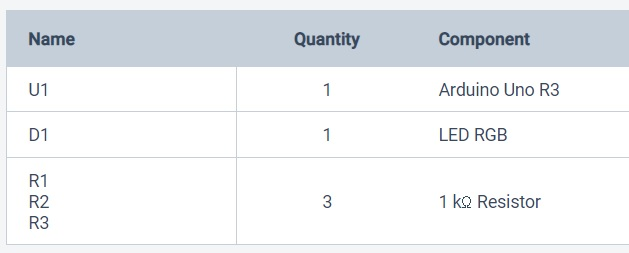 Name Quantity Component
U1 1 Arduino Uno R3
D1 1 LED RGB
R1
R2 3 1 kΩ Resistor
R3